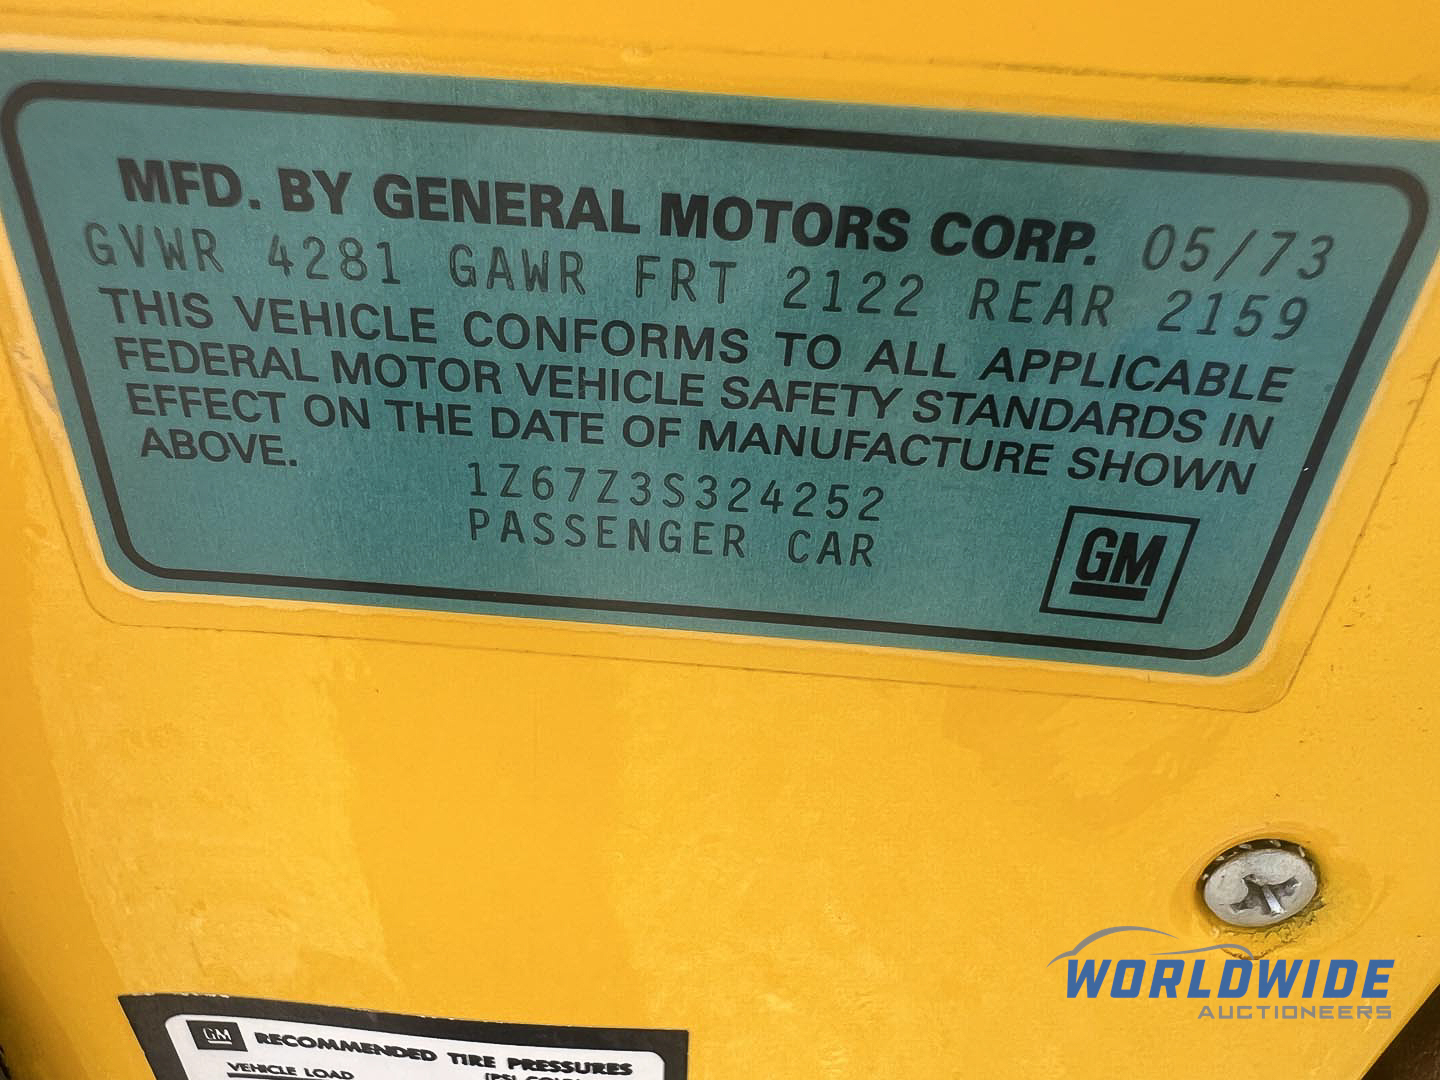 MFD. BY GENERAL MOTORS CORP. 05/73
GVWR 4281 GAWR FRT 2122 REAR 2159
THIS VEHICLE CONFORMS TO ALL APPLICABLE
FEDERAL MOTOR VEHICLE SAFETY STANDARDS IN
EFFECT ON THE DATE OF MANUFACTURE SHOWN
ABOVE.
1Z67Z3S324252
PASSENGER CAR
GM
WORLDWIDE
AUCTIONEERS
GM RECOMMENDED TIRE PRESSURES
VEHICLE LOAD